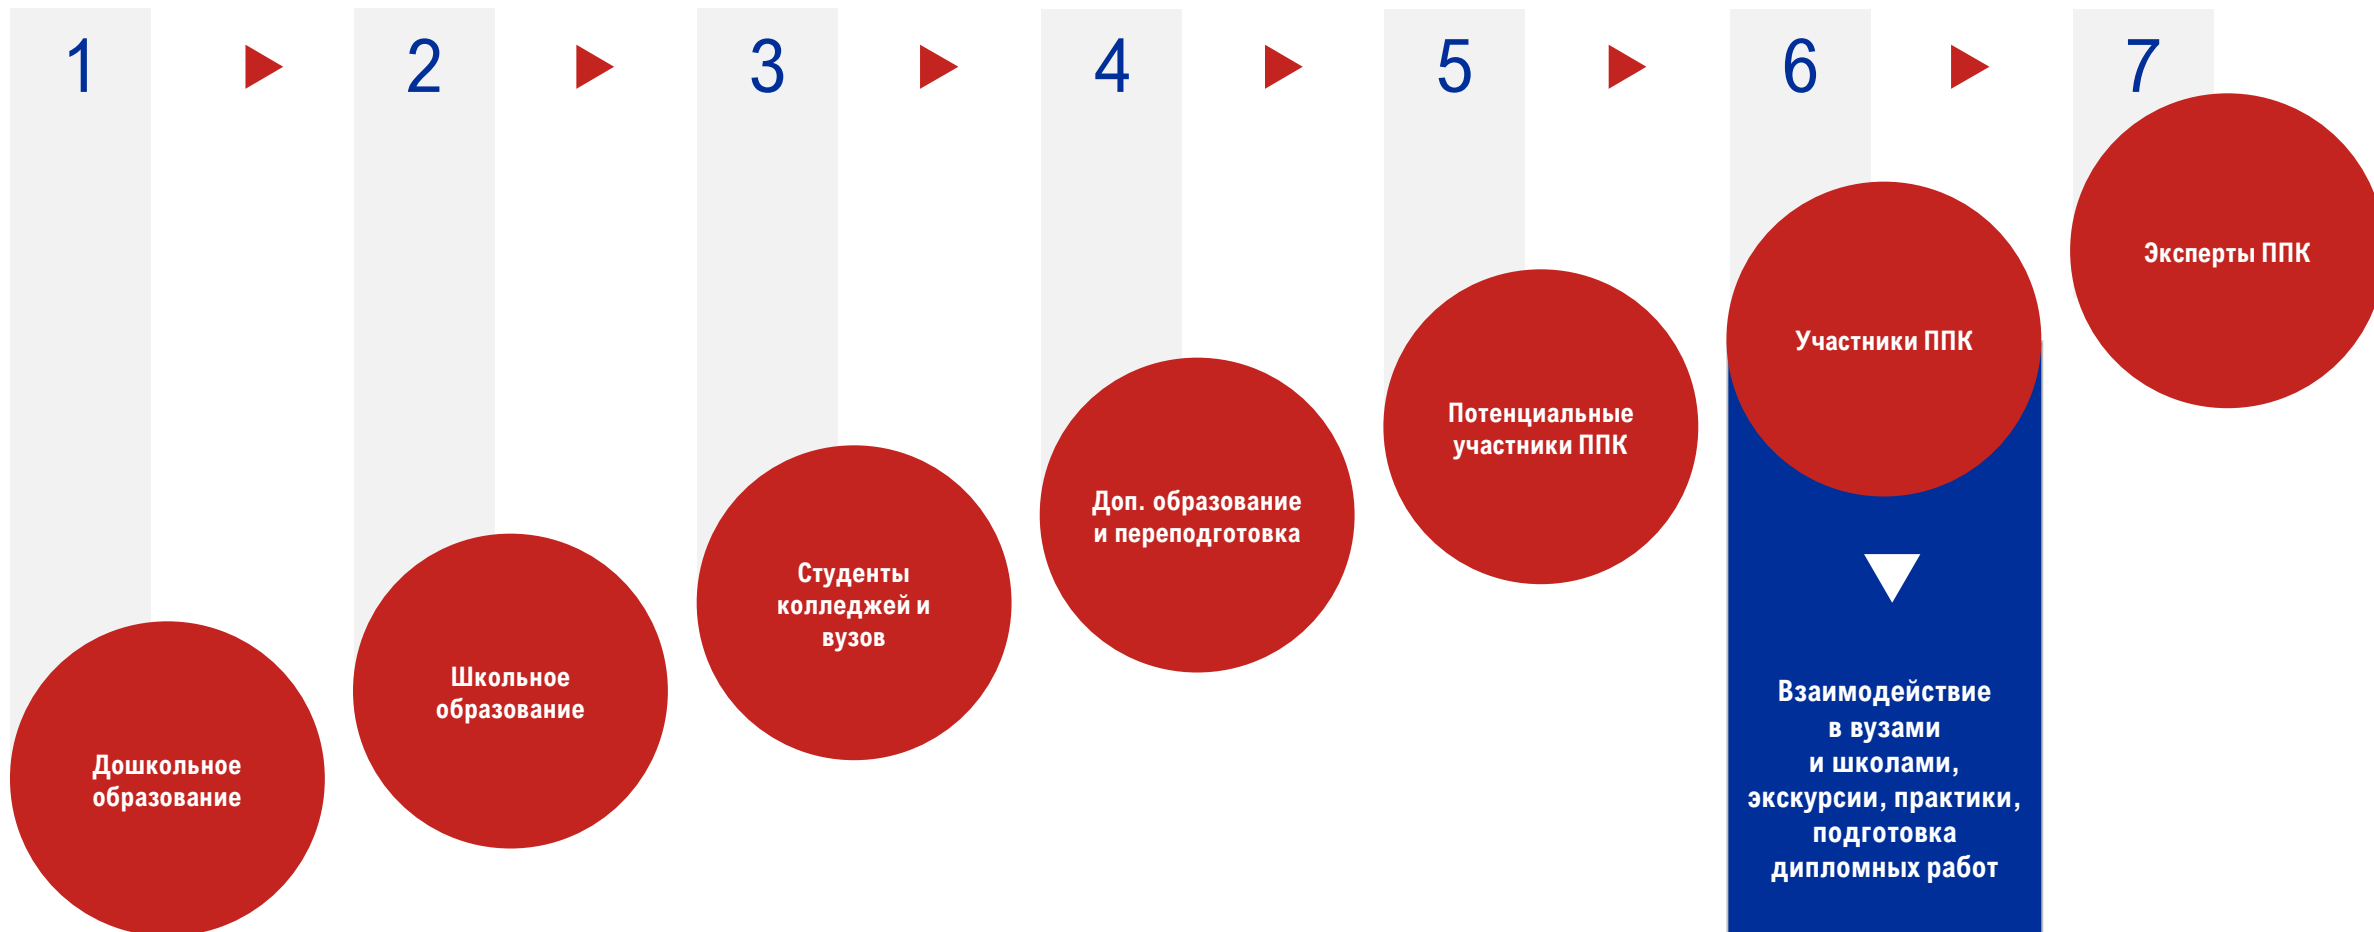 1
2
3
4
5
6
7
Дошкольное
образование
Школьное
образование
Студенты
колледжей и
вузов
Доп. образование
и переподготовка
Потенциальные
участники ППК
Участники ППК
Взаимодействие
в вузами
и школами,
экскурсии, практики,
подготовка
дипломных работ
Эксперты ППК